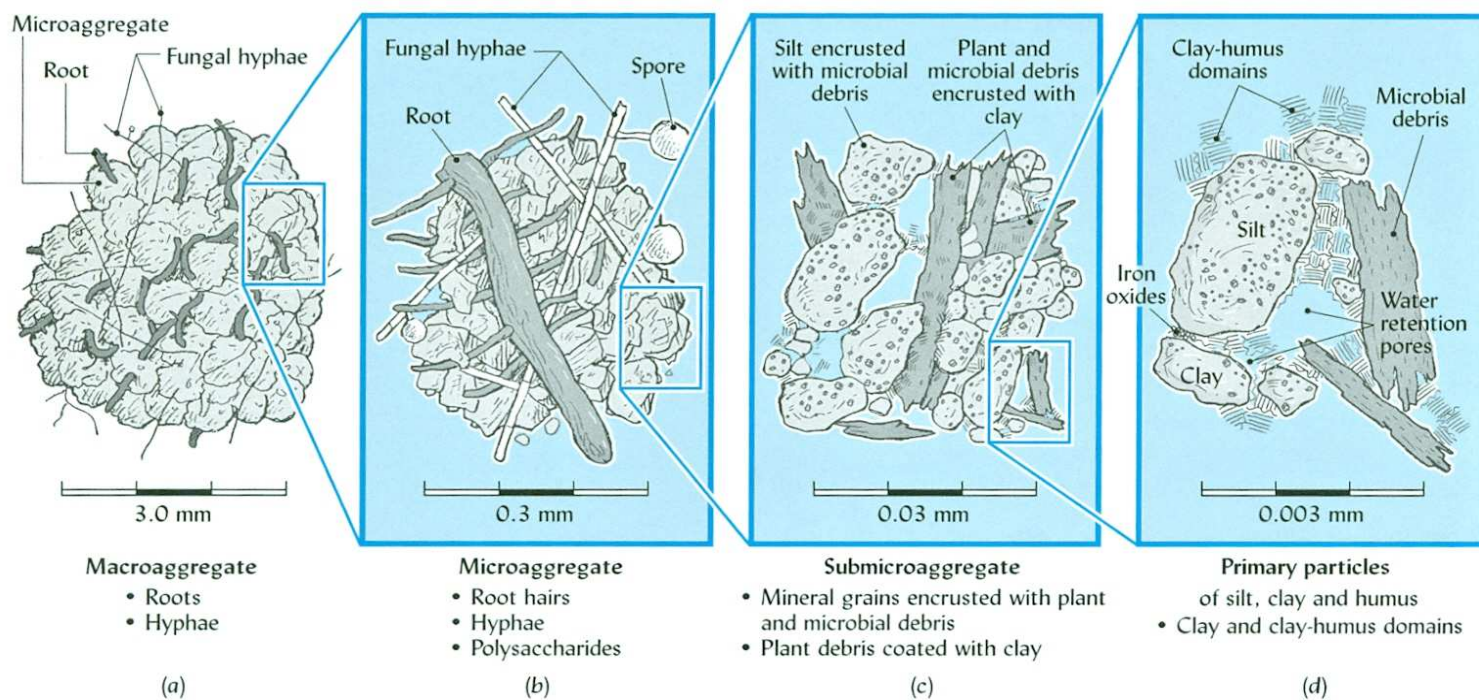 Microaggregate
Root
Fungal hyphae
3.0 mm
Macroaggregate
• Roots
• Hyphae
(a)
Fungal hyphae
Spore
Root
0.3 mm
Microaggregate
• Root hairs
• Hyphae
• Polysaccharides
(b)
Silt encrusted
with microbial
debris
Plant and
microbial debris
encrusted with
clay
0.03 mm
Submicroaggregate
• Mineral grains encrusted with plant
and microbial debris
• Plant debris coated with clay
(c)
Clay-humus
domains
Microbial
debris
Silt
Iron
oxides
Water
retention
pores
Clay
0.003 mm
Primary particles
of silt, clay and humus
• Clay and clay-humus domains
(d)